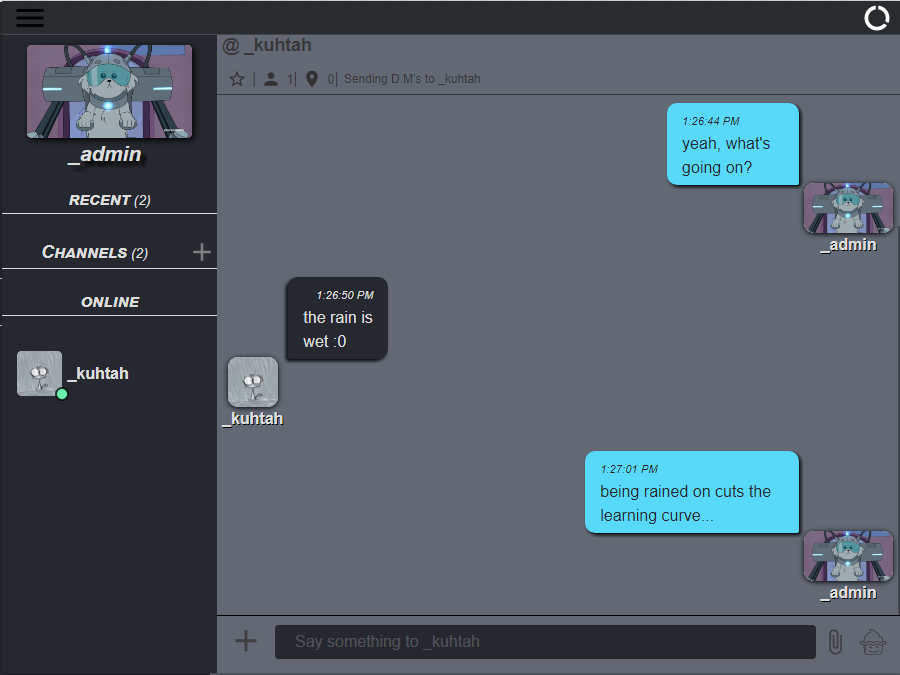 @ _kuhtah
1| 0| Sending D.M's to _kuhtah
_admin
RECENT (2)
CHANNELS (2)
ONLINE
_kuhtah
1:26:44 PM
yeah, what's
going on?
_admin
1:26:50 PM
the rain is
wet :0
_kuhtah
1:27:01 PM
being rained on cuts the
learning curve...
_admin
Say something to _kuhtah